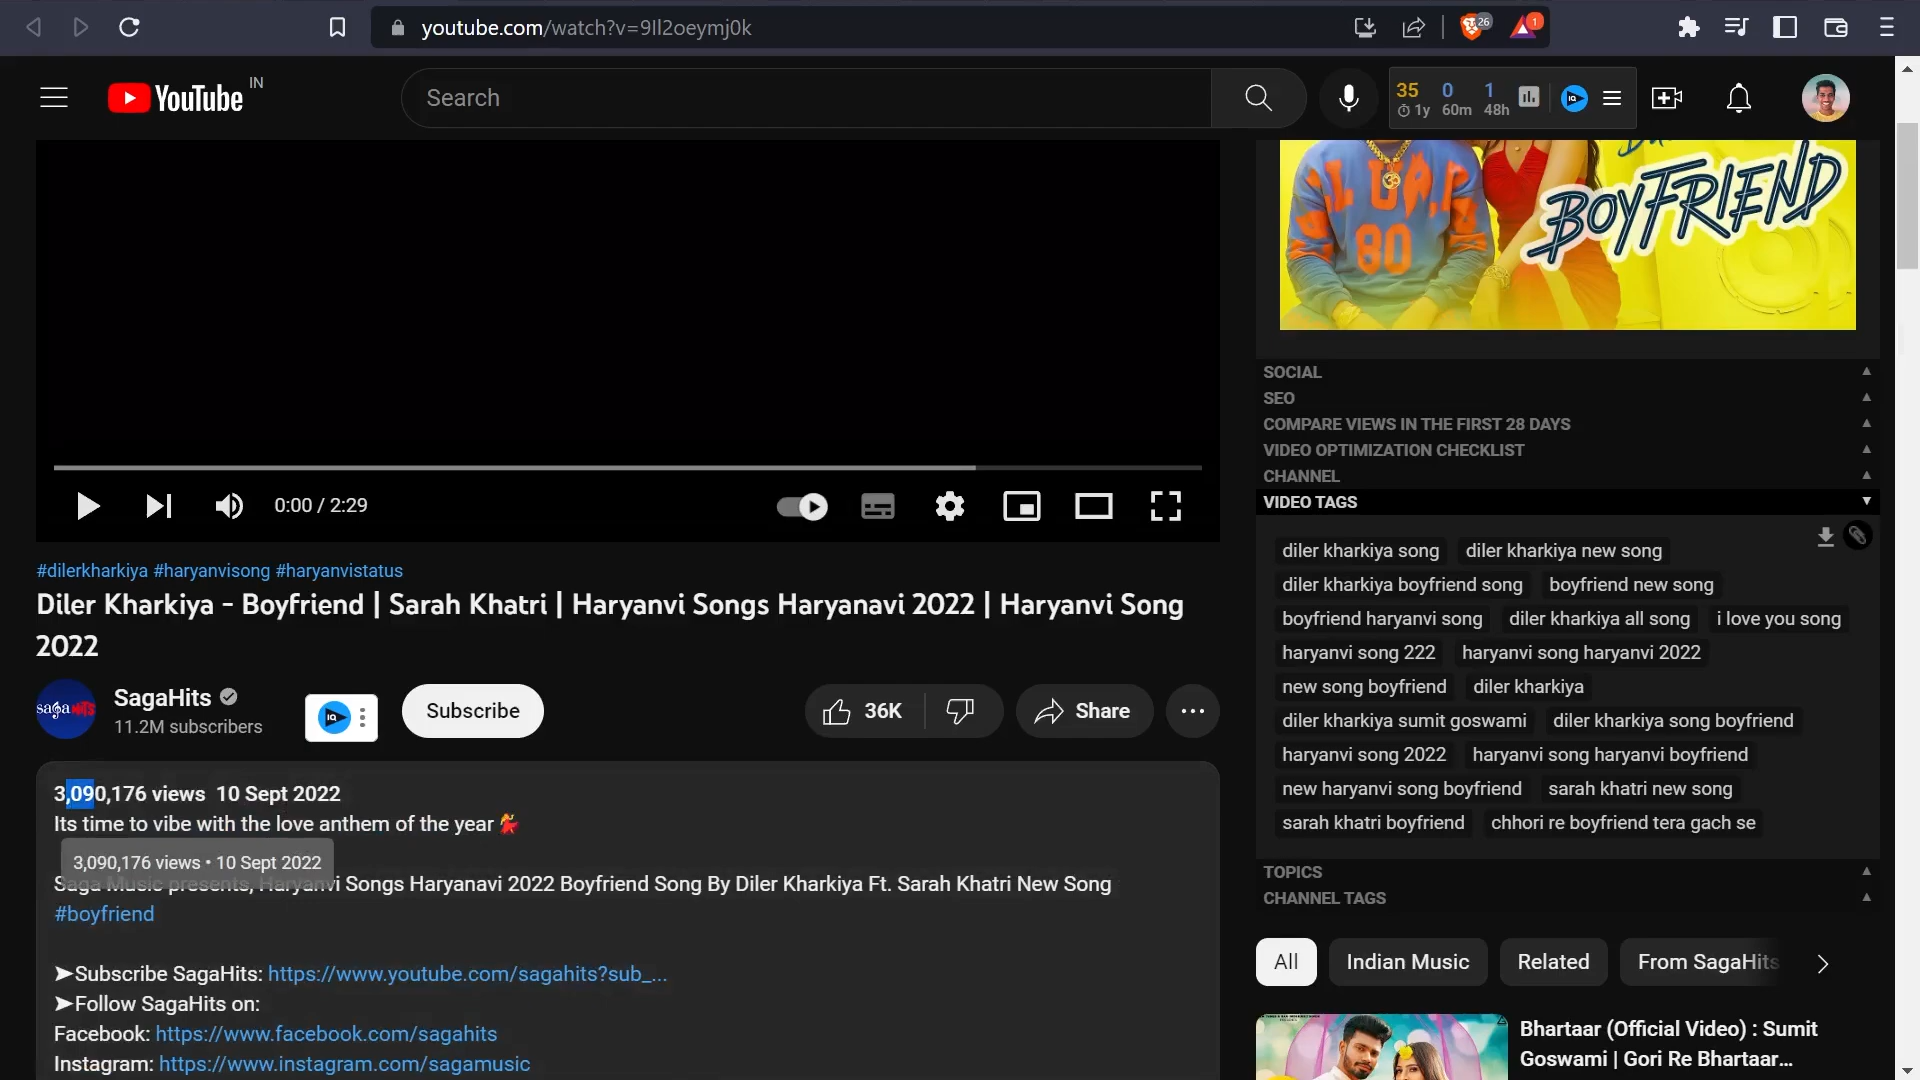 youtube.com/watch?v=9Il2oeymj0k
26
1
YouTube IN
Search
35 0 1
1y 60m 48h
BOYFRIEND
80
SOCIAL
SEO
COMPARE VIEWS IN THE FIRST 28 DAYS
VIDEO OPTIMIZATION CHECKLIST
CHANNEL
VIDEO TAGS
0:00 / 2:29
diler kharkiya song diler kharkiya new song
diler kharkiya boyfriend song boyfriend new song
boyfriend haryanvi song diler kharkiya all song i love you song
haryanvi song 222 haryanvi song haryanvi 2022
new song boyfriend diler kharkiya
diler kharkiya sumit goswami diler kharkiya song boyfriend
haryanvi song 2022 haryanvi song haryanvi boyfriend
new haryanvi song boyfriend sarah khatri new song
sarah khatri boyfriend chhori re boyfriend tera gach se
TOPICS
CHANNEL TAGS
#dilerkharkiya #haryanvisong #haryanvistatus
Diler Kharkiya - Boyfriend | Sarah Khatri | Haryanvi Songs Haryanavi 2022 | Haryanvi Song
2022
saga HITS
SagaHits
11.2M subscribers
IQ
Subscribe
36K
Share
3,090,176 views 10 Sept 2022
Its time to vibe with the love anthem of the year
3,090,176 views • 10 Sept 2022
Saga Music presents, Haryanvi Songs Haryanavi 2022 Boyfriend Song By Diler Kharkiya Ft. Sarah Khatri New Song
#boyfriend
➤Subscribe SagaHits: https://www.youtube.com/sagahits?sub_...
➤Follow SagaHits on:
Facebook: https://www.facebook.com/sagahits
Instagram: https://www.instagram.com/sagamusic
All Indian Music Related From SagaHits
Bhartaar (Official Video) : Sumit
Goswami | Gori Re Bhartaar...